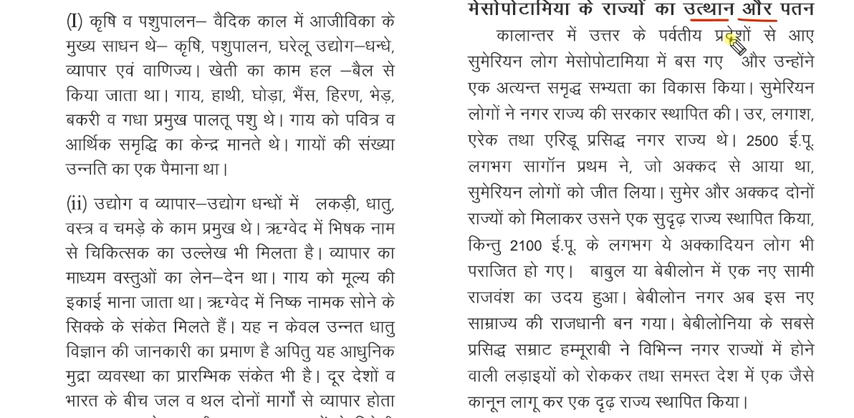 (I) कृषि व पशुपालन– वैदिक काल में आजीविका के
मुख्य साधन थे– कृषि, पशुपालन, घरेलू उद्योग–धन्धे,
व्यापार एवं वाणिज्य। खेती का काम हल –बैल से
किया जाता था। गाय, हाथी, घोड़ा, भैंस, हिरण, भेड़,
बकरी व गधा प्रमुख पालतू पशु थे। गाय को पवित्र व
आर्थिक समृद्धि का केन्द्र मानते थे। गायों की संख्या
उन्नति का एक पैमाना था।
(ii) उद्योग व व्यापार–उद्योग धन्धों में लकड़ी, धातु,
वस्त्र व चमड़े के काम प्रमुख थे। ऋग्वेद में भिषक नाम
से चिकित्सक का उल्लेख भी मिलता है। व्यापार का
माध्यम वस्तुओं का लेन–देन था। गाय को मूल्य की
इकाई माना जाता था। ऋग्वेद में निष्क नामक सोने के
सिक्के के संकेत मिलते हैं। यह न केवल उन्नत धातु
विज्ञान की जानकारी का प्रमाण है अपितु यह आधुनिक
मुद्रा व्यवस्था का प्रारम्भिक संकेत भी है। दूर देशों व
भारत के बीच जल व थल दोनों मार्गों से व्यापार होता
मेसोपोटामिया के राज्यों का उत्थान और पतन
कालान्तर में उत्तर के पर्वतीय प्रदेशों से आए
सुमेरियन लोग मेसोपोटामिया में बस गए और उन्होंने
एक अत्यन्त समृद्ध सभ्यता का विकास किया। सुमेरियन
लोगों ने नगर राज्य की सरकार स्थापित की। उर, लगाश,
एरेक तथा एरिडू प्रसिद्ध नगर राज्य थे। 2500 ई.पू.
लगभग सागॉन प्रथम ने, जो अक्कद से आया था,
सुमेरियन लोगों को जीत लिया। सुमेर और अक्कद दोनों
राज्यों को मिलाकर उसने एक सुदृढ़ राज्य स्थापित किया,
किन्तु 2100 ई.पू. के लगभग ये अक्कादियन लोग भी
पराजित हो गए। बाबुल या बेबीलोन में एक नए सामी
राजवंश का उदय हुआ। बेबीलोन नगर अब इस नए
साम्राज्य की राजधानी बन गया। बेबीलोनिया के सबसे
प्रसिद्ध सम्राट हम्मूराबी ने विभिन्न नगर राज्यों में होने
वाली लड़ाइयों को रोककर तथा समस्त देश में एक जैसे
कानून लागू कर एक दृढ़ राज्य स्थापित किया।